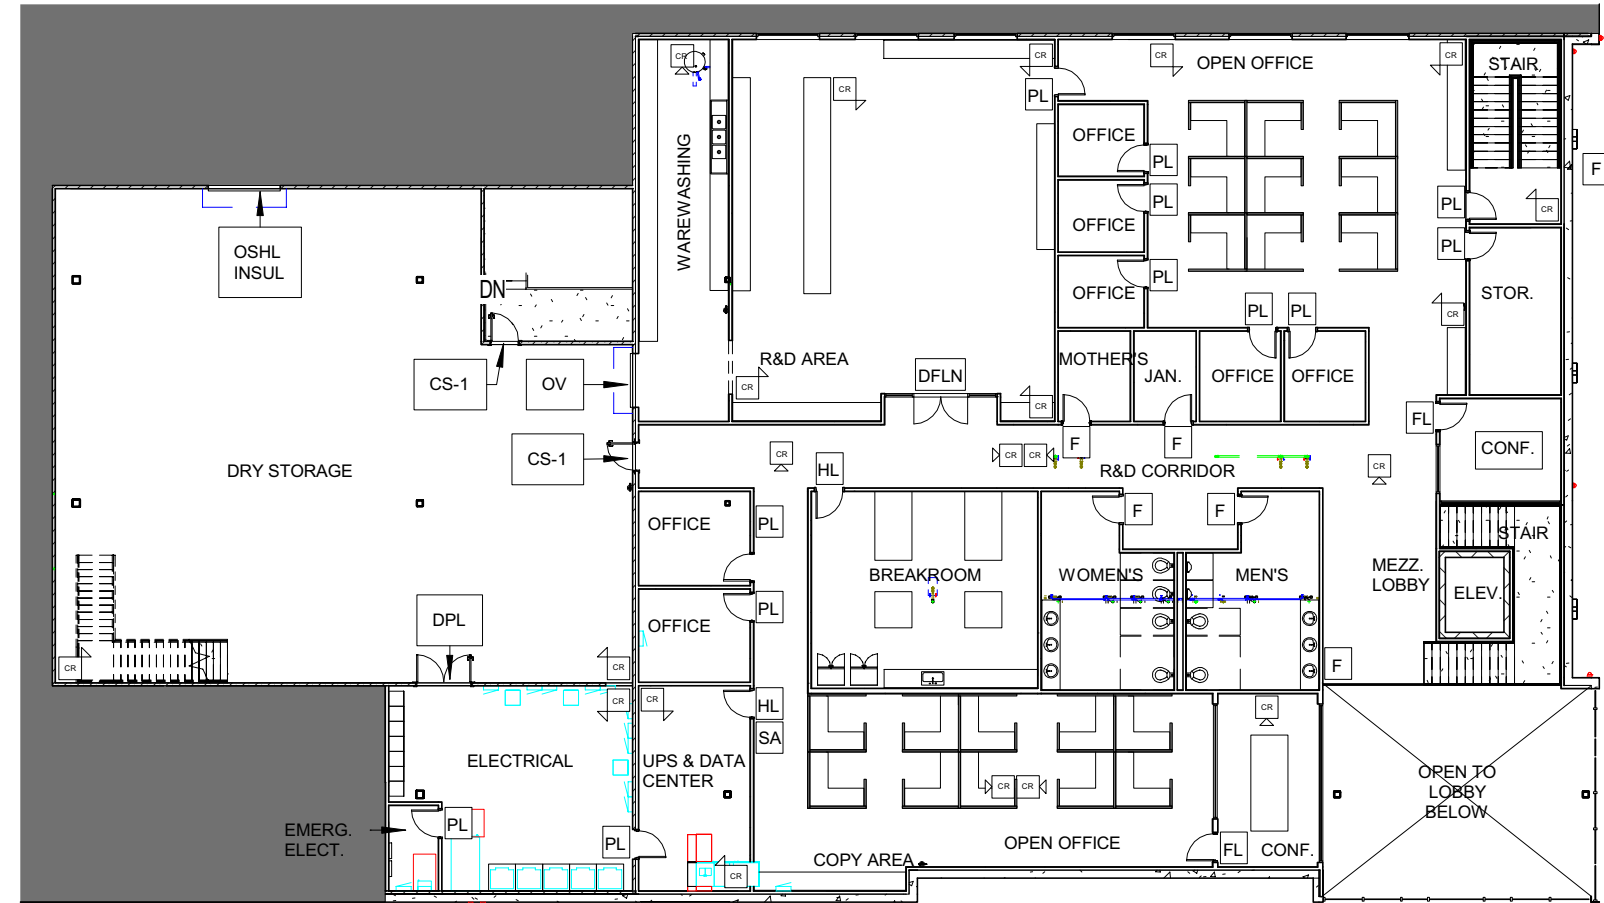 CR
CR
CR
OPEN OFFICE
CR
STAIR
CR
PL
OFFICE
PL
F
WAREWASHING
OFFICE
PL
PL
CR
OSHL
INSUL
PL
DN
OFFICE
PL
STOR.
PL
PL
CR
R&D AREA
MOTHER'S
JAN.
OFFICE
OFFICE
CS-1
OV
CR
DFLN
CR
FL
CS-1
F
F
CONF.
DRY STORAGE
CR
HL
CR
CR
R&D CORRIDOR
CR
OFFICE
PL
F
F
STAIR
BREAKROOM
WOMEN'S
MEN'S
MEZZ.
LOBBY
ELEV.
PL
DPL
OFFICE
CR
CR
F
CR
CR
HL
CR
SA
ELECTRICAL
UPS & DATA
CENTER
CR
CR
OPEN TO
LOBBY
BELOW
EMERG.
ELECT.
PL
PL
COPY AREA
OPEN OFFICE
FL
CONF.
CR